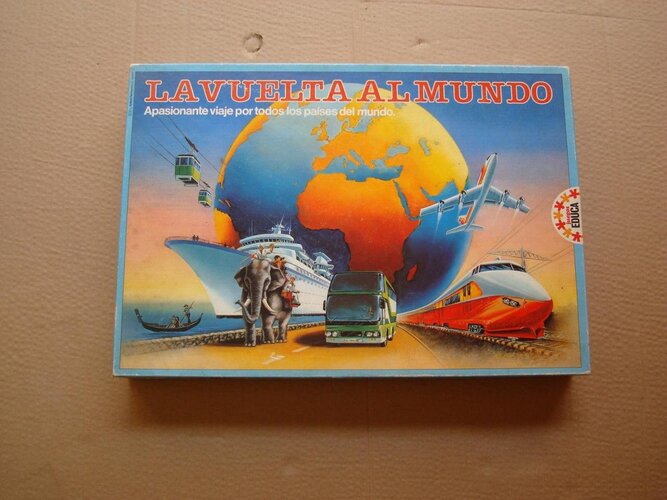 LA VUELTA AL MUNDO
Apasionante viaje por todos los países del mundo.
EDUCA